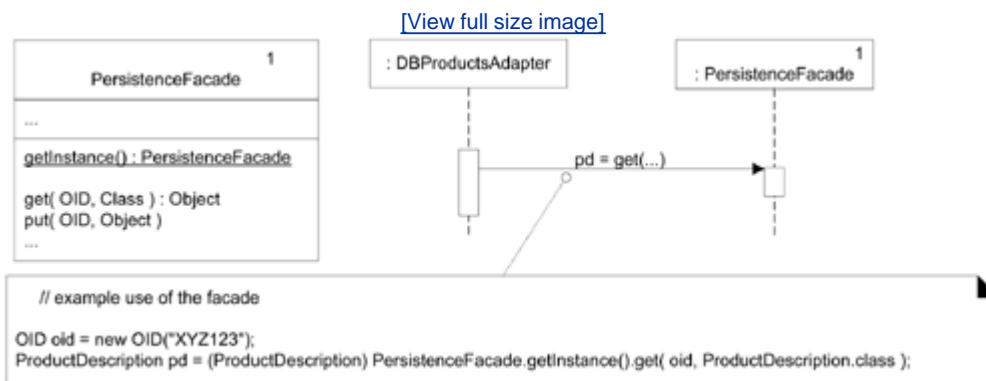 [View full size image]
1
PersistenceFacade
...
getInstance() : PersistenceFacade
get( OID, Class ) : Object
put( OID, Object )
...
: DBProductsAdapter
1
: PersistenceFacade
pd = get(...)
// example use of the facade
OID oid = new OID("XYZ123");
ProductDescription pd = (ProductDescription) PersistenceFacade.getInstance().get( oid, ProductDescription.class );